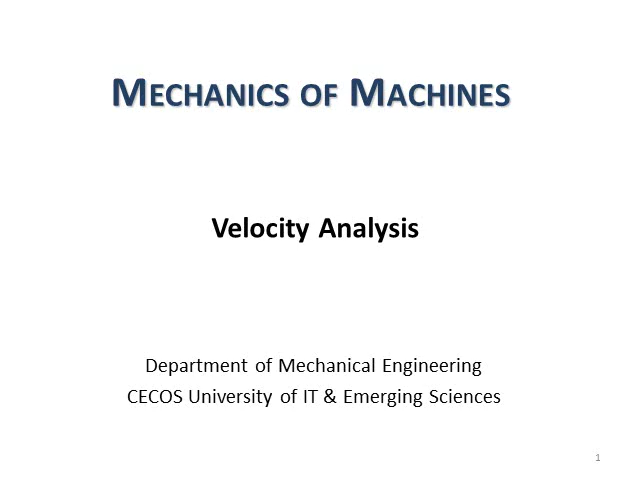 MECHANICS OF MACHINES
Velocity Analysis
Department of Mechanical Engineering
CECOS University of IT & Emerging Sciences
1